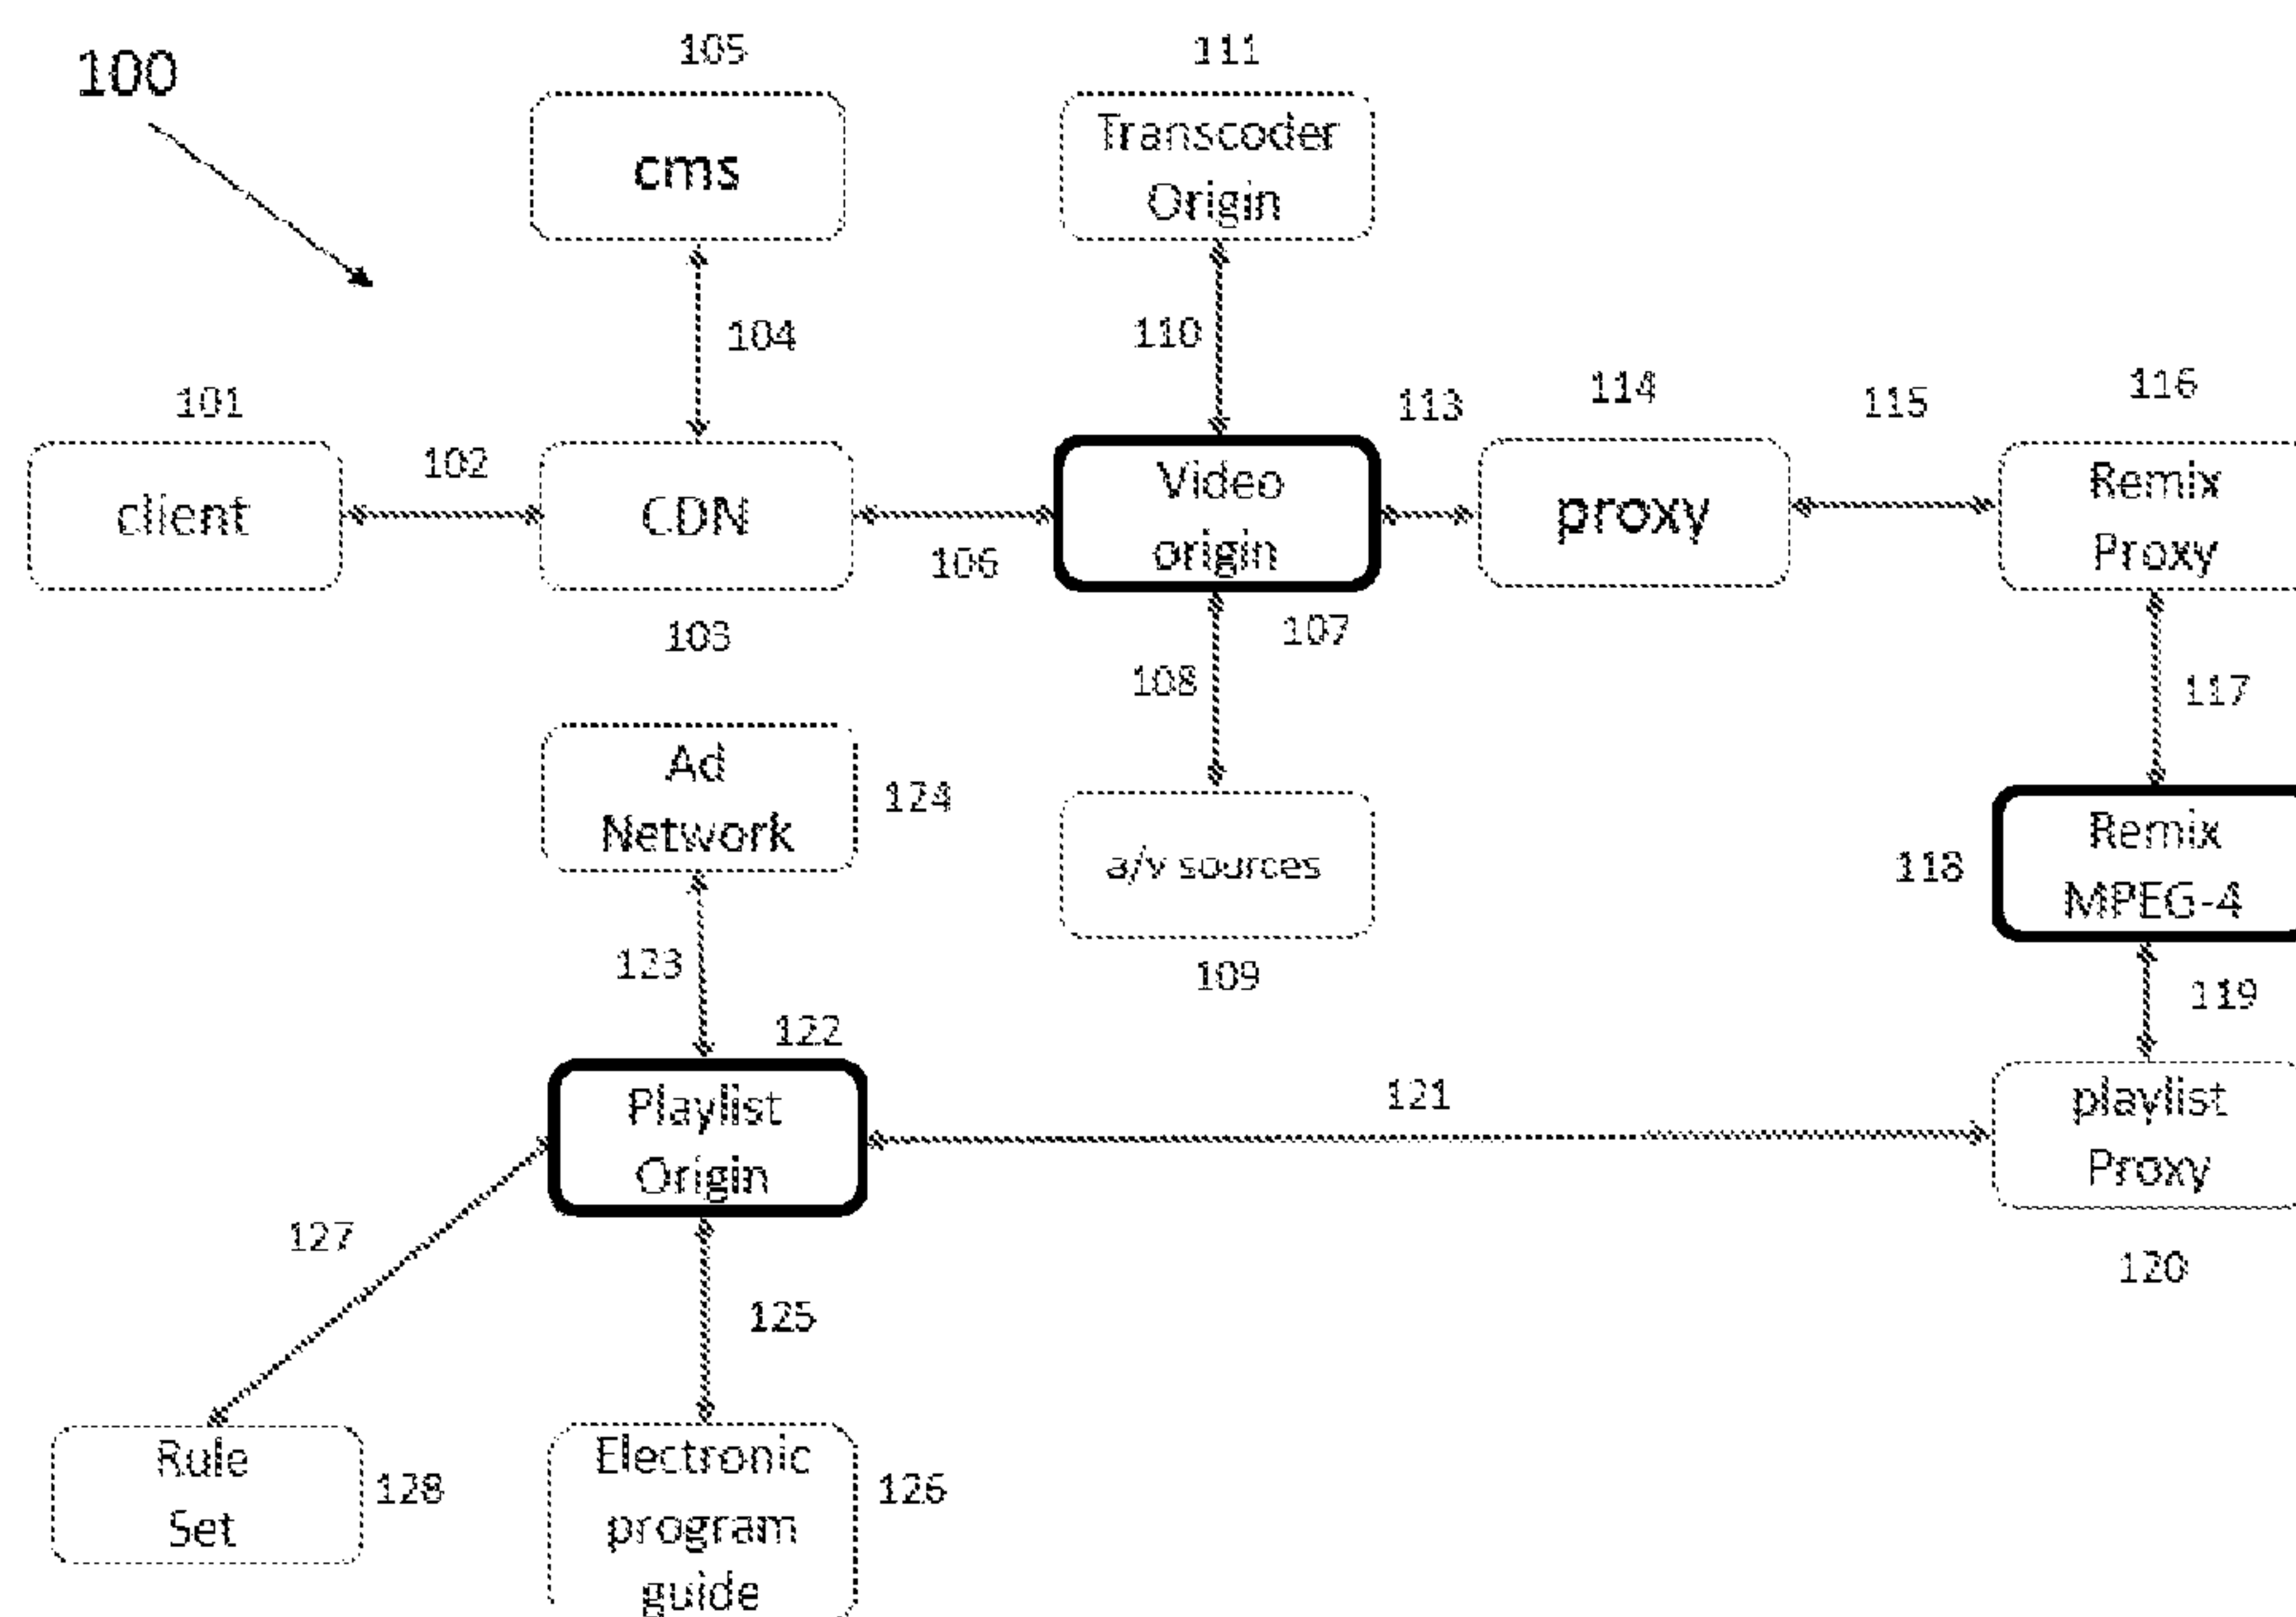 100
105
111
cms
Transcoder
Origin
104
110
101
102
113
114
115
116
client
CDN
Video
origin
proxy
Remix
Proxy
106
103
107
108
117
Ad
Network
124
a/v sources
118
Remix
MPEG-4
123
109
119
122
Playlist
Origin
121
playlist
Proxy
127
120
125
Rule
Set
128
Electronic
program
guide
126